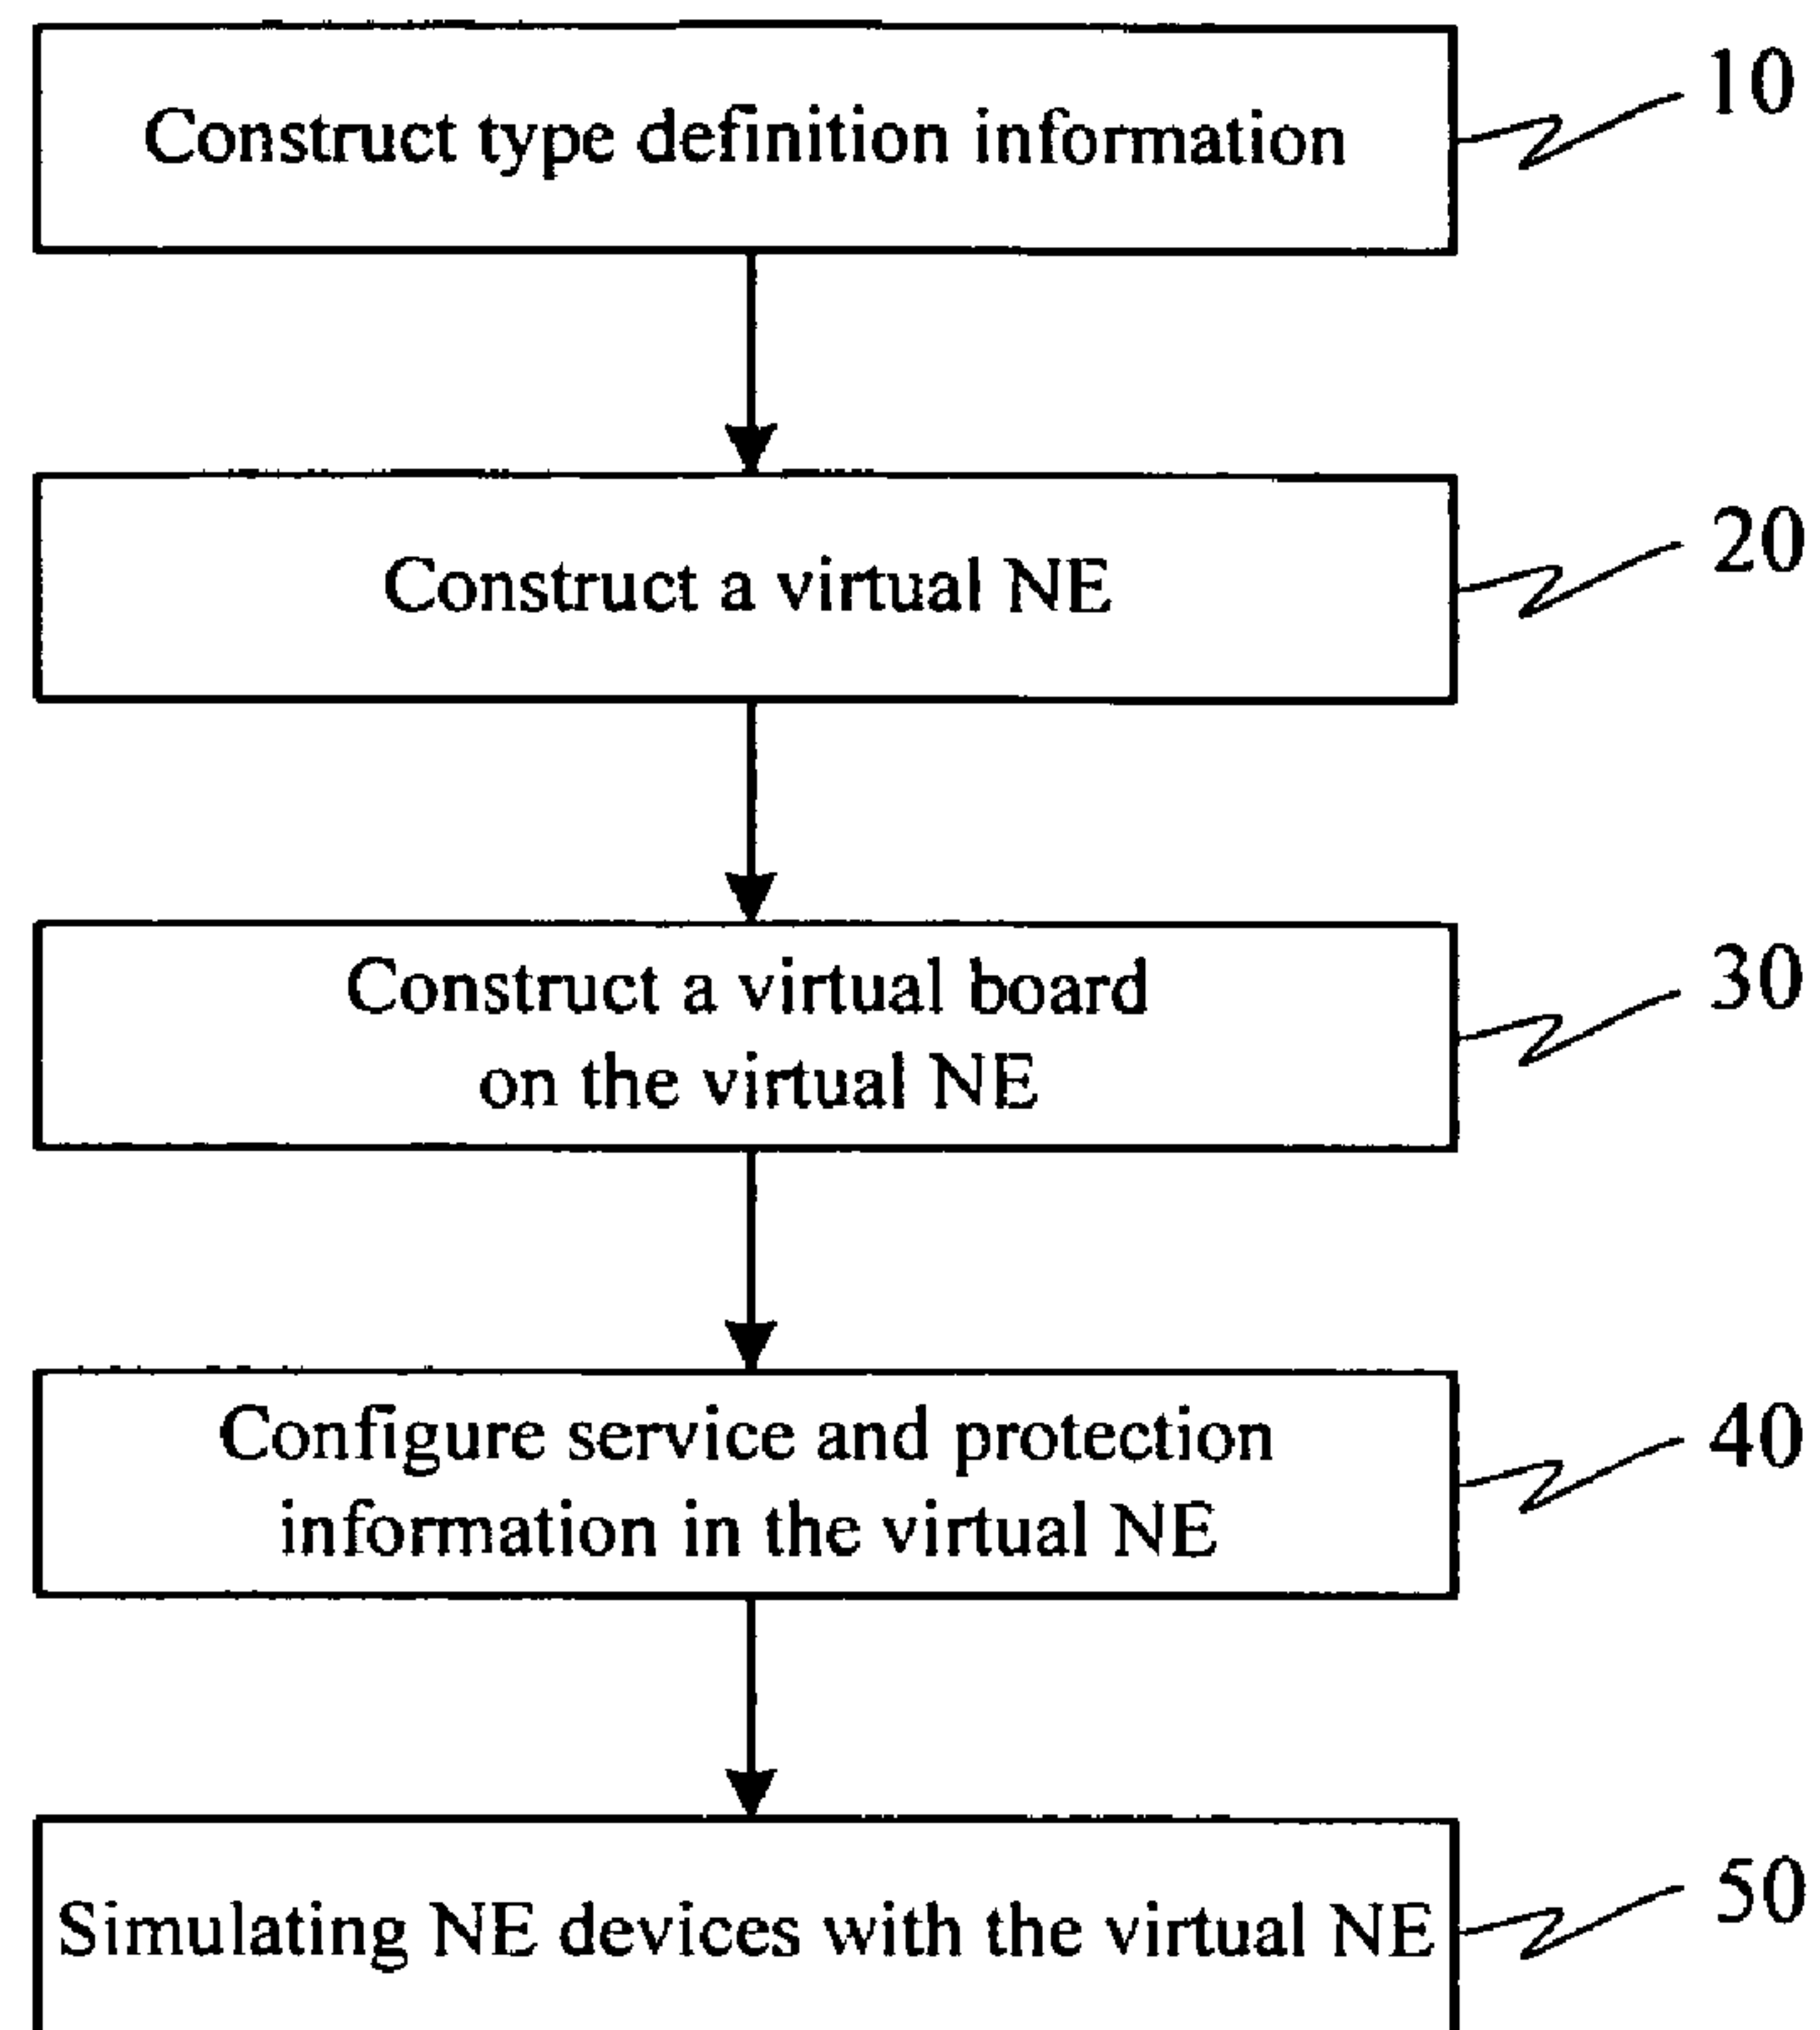 Construct type definition information
10
Construct a virtual NE
20
Construct a virtual board
on the virtual NE
30
Configure service and protection
information in the virtual NE
40
Simulating NE devices with the virtual NE
50